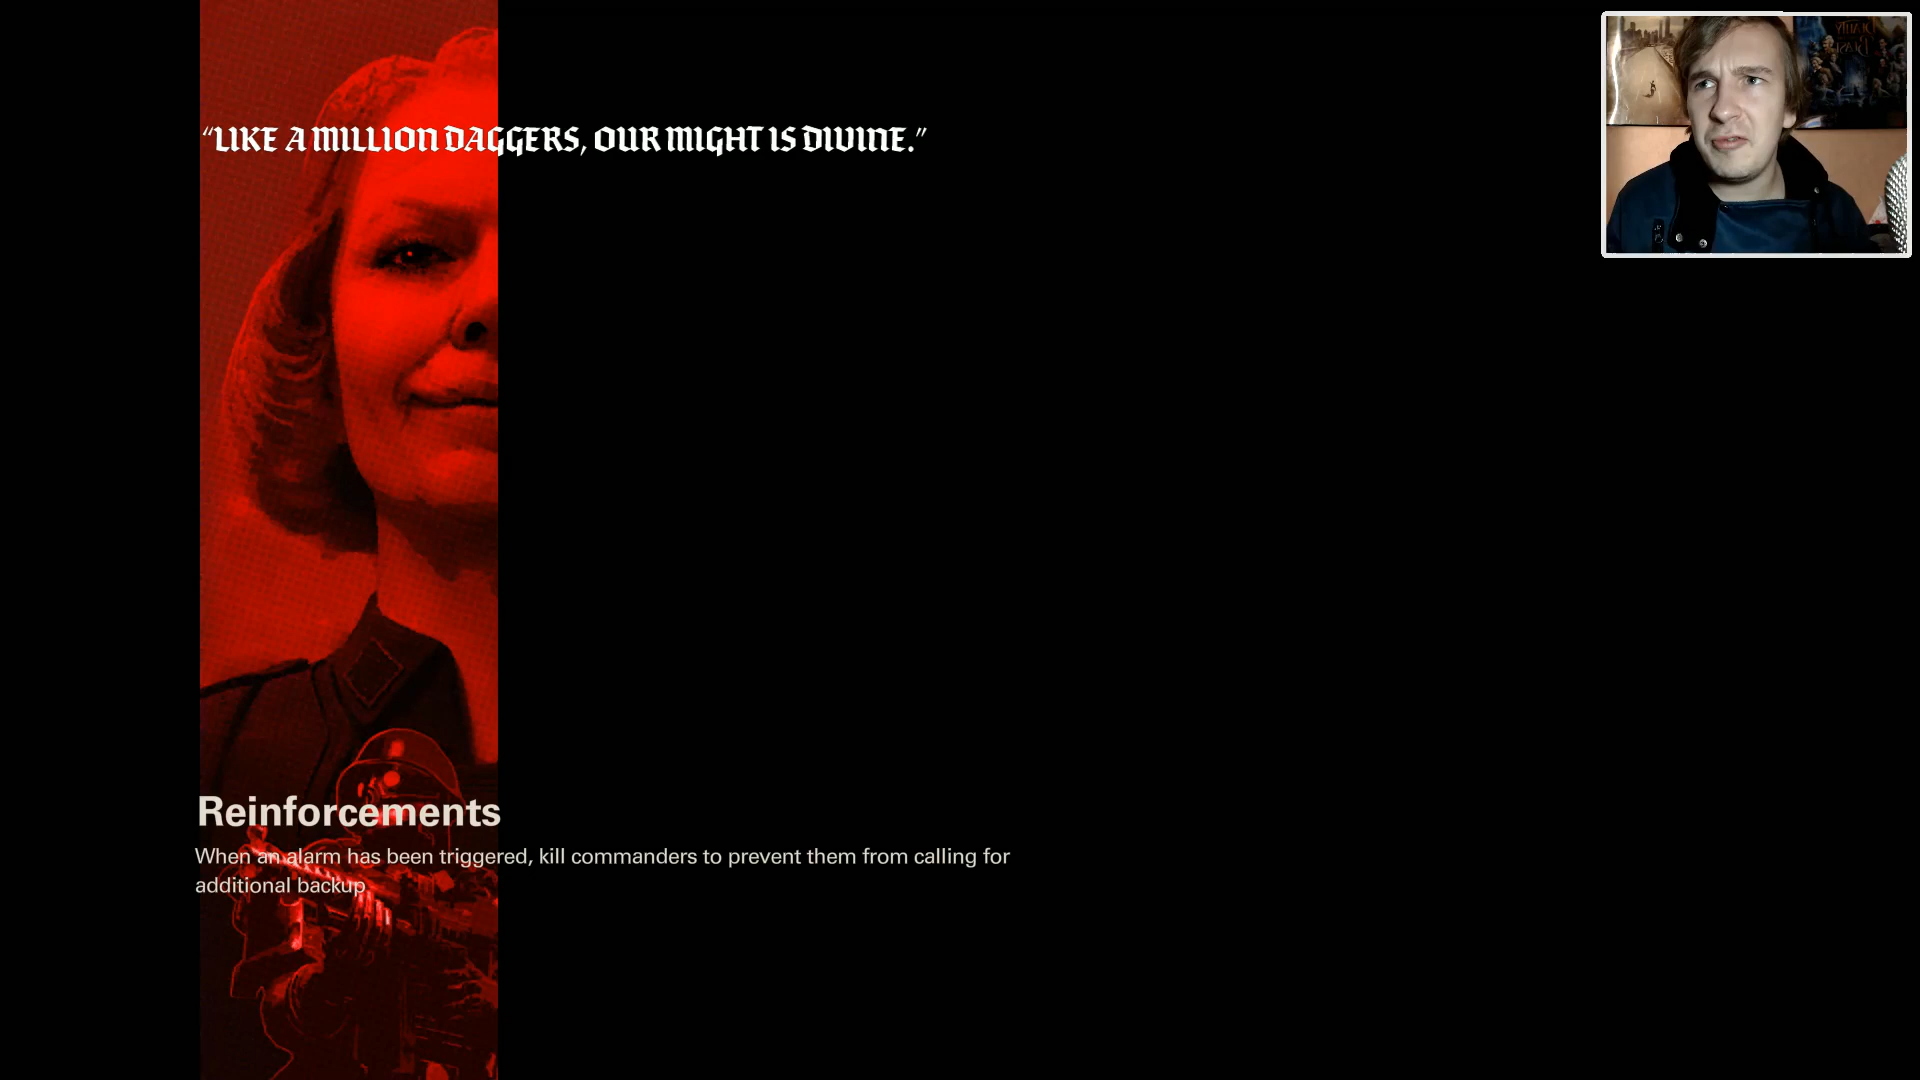 “LIKE A MILLION DAGGERS, OUR MIGHT IS DIVINE.”
Reinforcements
When an alarm has been triggered, kill commanders to prevent them from calling for
additional backup